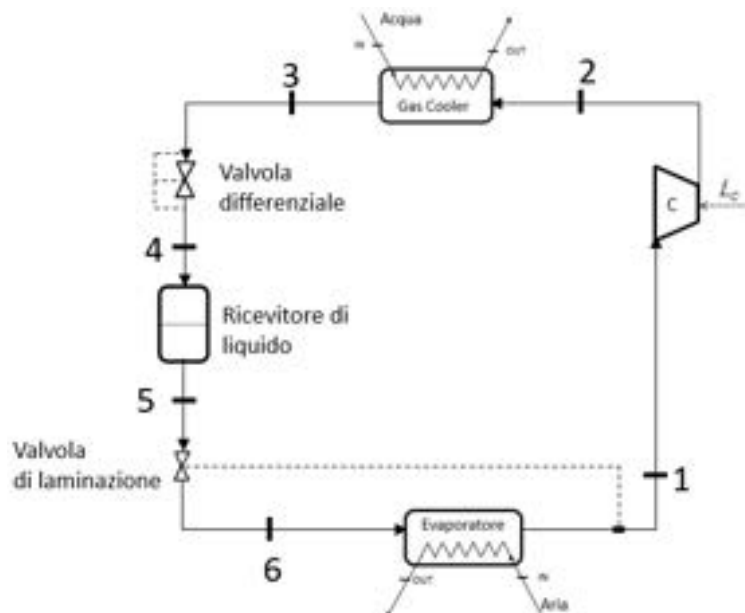 Acqua
IN
OUT
3
2
Gas Cooler
Valvola
differenziale
C
Lc
4
Ricevitore di
liquido
5
Valvola
di laminazione
1
Evaporatore
6
OUT
IN
Aria